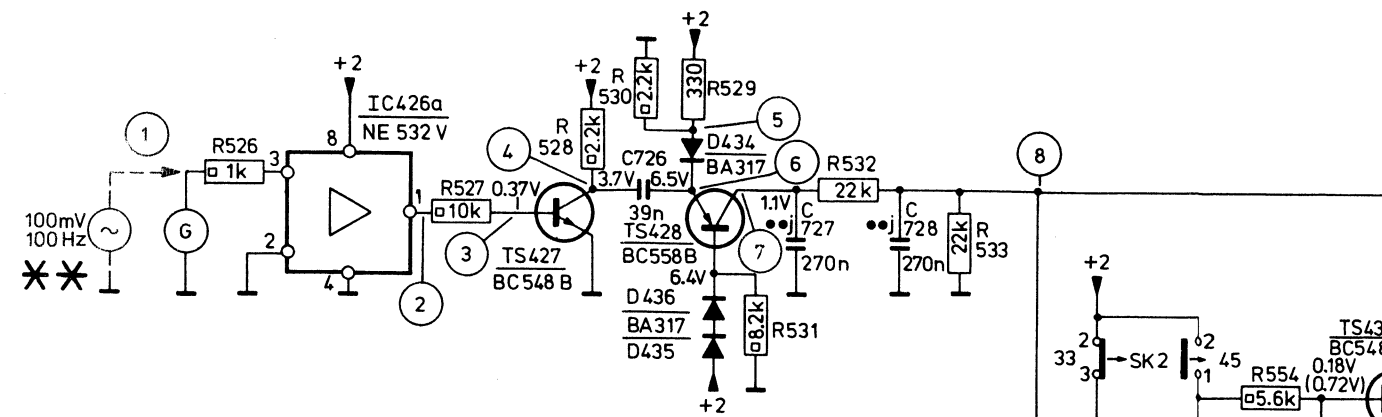 +2
+2
+2
IC426a
NE 532 V
R
530
2.2k
330
R529
1
R526
8
3
1k
R
528
2.2k
4
5
D434
BA317
C726
3.7V
6.5V
39n
6
R532
22k
8
1
R527
0.37V
10k
1.1V
C
727
270n
C
728
270n
22k
R
533
100mV
100Hz
G
2
3
TS427
BC548B
TS428
BC558B
7
4
2
6.4V
D436
BA317
D435
8.2k
R531
+2
+2
33
2
3
SK2
2
1
45
R554
5.6k
TS43
BC548
0.18V
(0.72V)